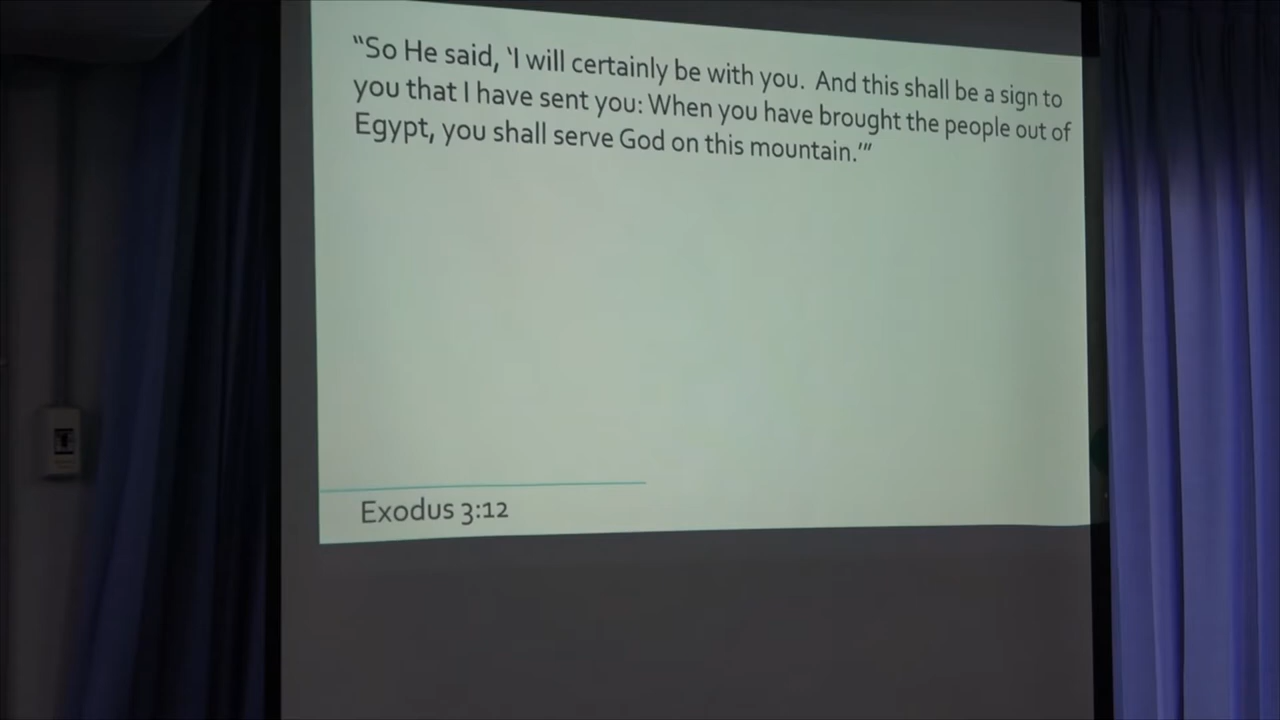 “So He said, ‘I will certainly be with you.  And this shall be a sign to
you that I have sent you: When you have brought the people out of
Egypt, you shall serve God on this mountain.’”
Exodus 3:12